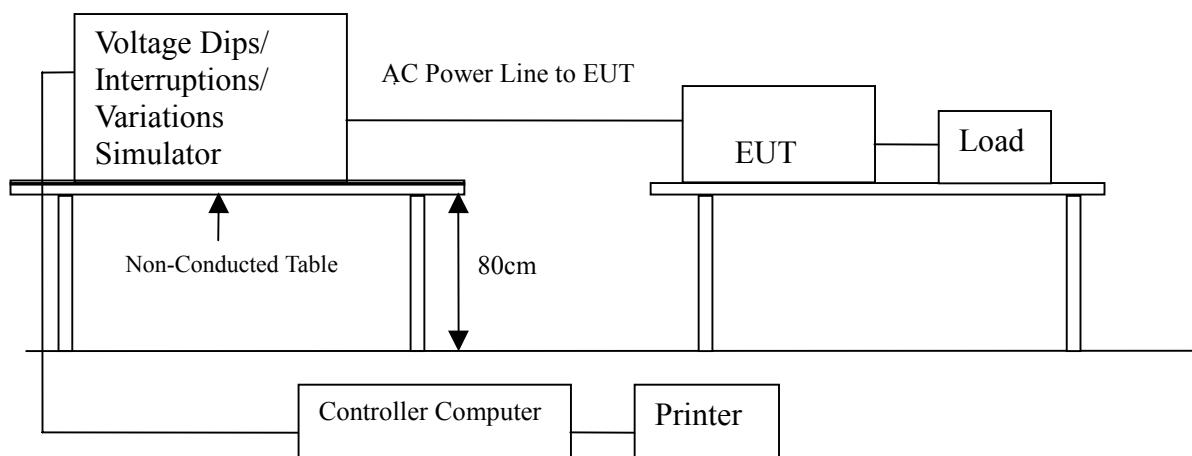 Voltage Dips/
Interruptions/
Variations
Simulator
AC Power Line to EUT
EUT
Load
Non-Conducted Table
80cm
Controller Computer
Printer